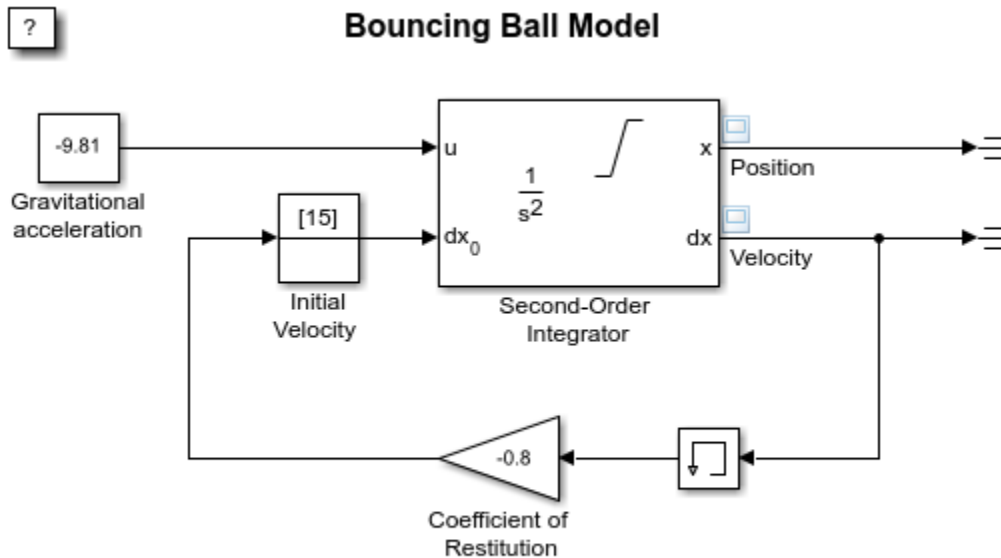 ?
Bouncing Ball Model
-9.81
Gravitational
acceleration
[15]
Initial
Velocity
u
dx0
1
s2
x
dx
Second-Order
Integrator
Position
Velocity
-0.8
Coefficient of
Restitution